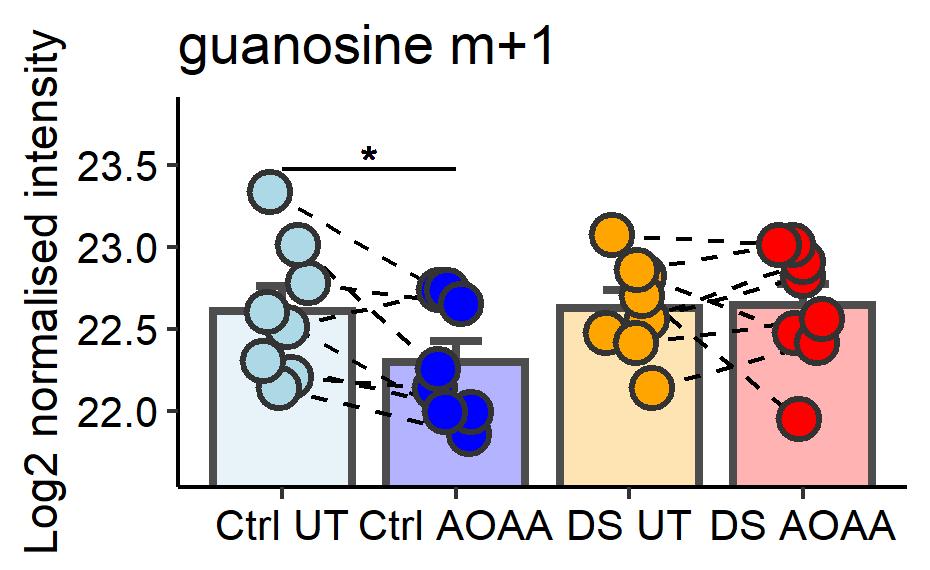 guanosine m+1
Log2 normalised intensity
23.5
23.0
22.5
22.0
*
Ctrl UT Ctrl AOAA DS UT DS AOAA